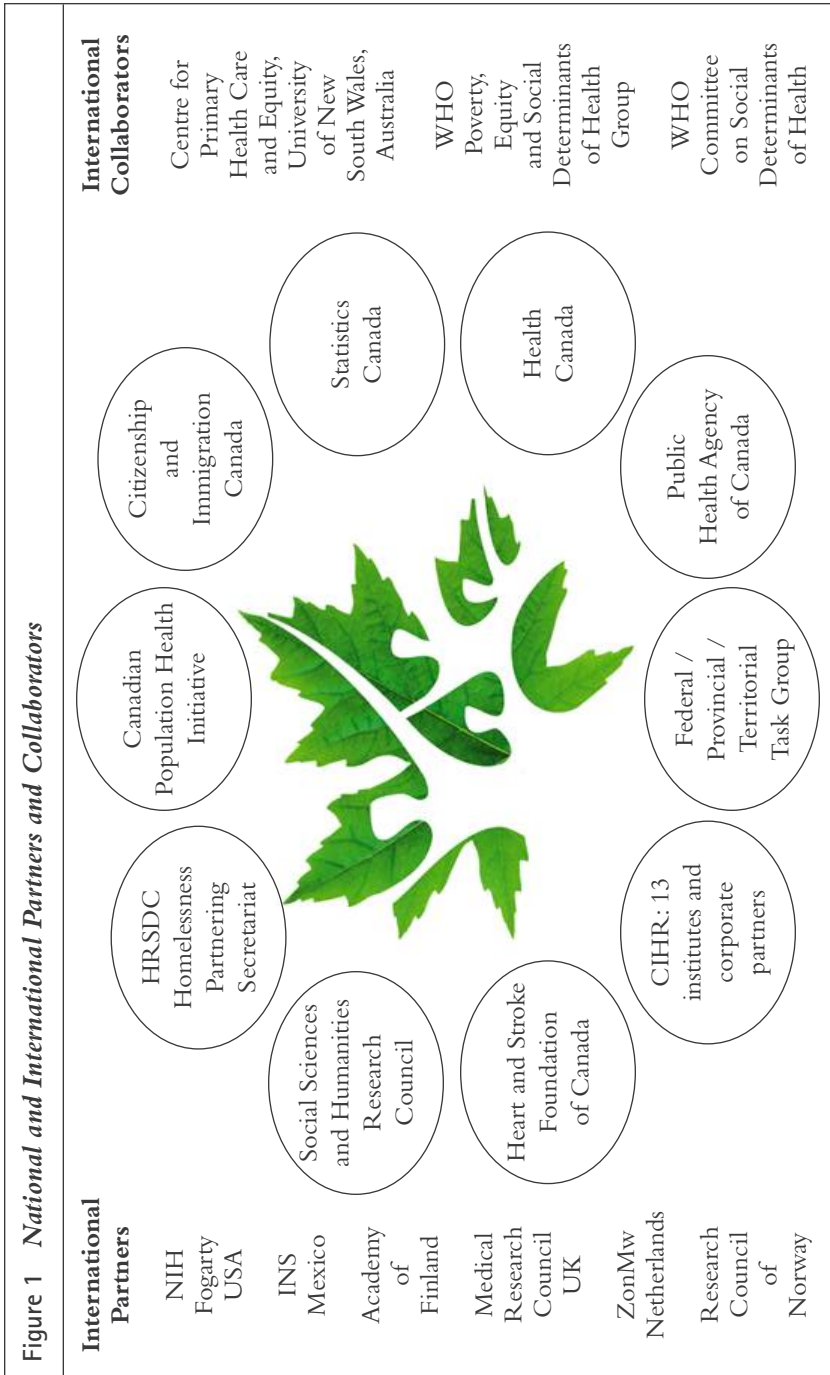 Figure 1 National and International Partners and Collaborators
International
Partners
NIH
Fogarty
USA
INS
Mexico
Academy
of
Finland
Medical
Research
Council
UK
ZonMw
Netherlands
Research
Council
of
Norway
HRSDC
Homelessness
Partnering
Secretariat
Canadian
Population Health
Initiative
Citizenship
and
Immigration
Canada
Social Sciences
and Humanities
Research
Council
Statistics
Canada
Heart and Stroke
Foundation
of Canada
Health
Canada
CIHR: 13
institutes and
corporate
partners
Federal /
Provincial /
Territorial
Task Group
Public
Health Agency
of Canada
International
Collaborators
Centre for
Primary
Health Care
and Equity,
University
of New
South Wales,
Australia
WHO
Poverty,
Equity
and Social
Determinants
of Health
Group
WHO
Committee
on Social
Determinants
of Health